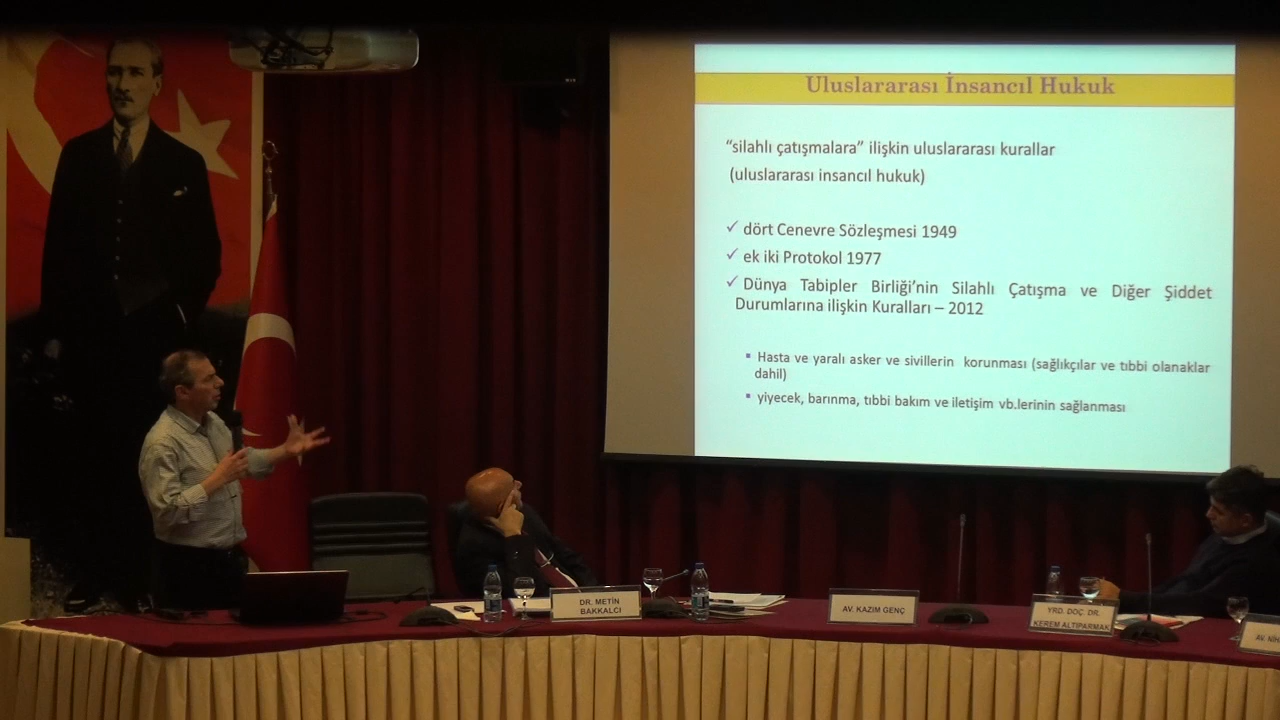 Uluslararası İnsancıl Hukuk
“silahlı çatışmalara” ilişkin uluslararası kurallar
(uluslararası insancıl hukuk)
✓ dört Cenevre Sözleşmesi 1949
✓ ek iki Protokol 1977
✓ Dünya Tabipler Birliği’nin Silahlı Çatışma ve Diğer Şiddet
Durumlarına ilişkin Kuralları – 2012
▪ Hasta ve yaralı asker ve sivillerin korunması (sağlıkçılar ve tıbbi olanaklar
dahil)
▪ yiyecek, barınma, tıbbi bakım ve iletişim vb.lerinin sağlanması
DR. METİN
BAKKALCI
AV. KAZIM GENÇ
YRD. DOÇ. DR.
KEREM ALTIPARMAK
AV. NİH